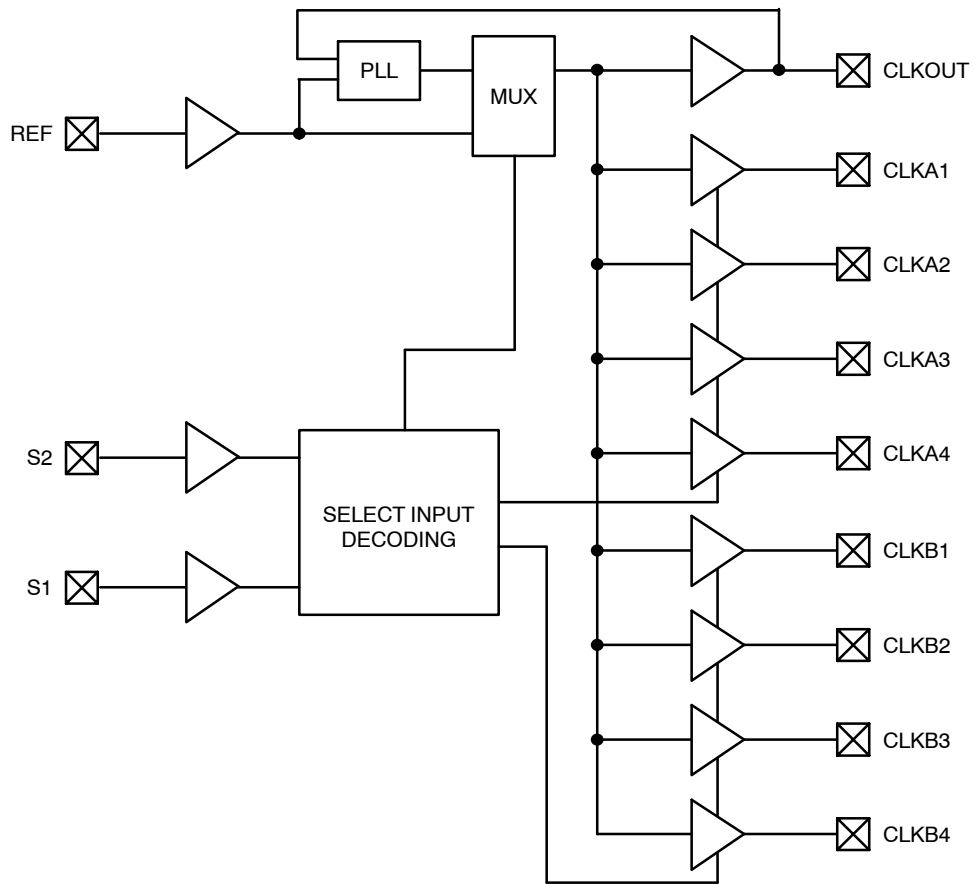 PLL
MUX
CLKOUT
REF
CLKA1
CLKA2
CLKA3
S2
CLKA4
SELECT INPUT
DECODING
CLKB1
S1
CLKB2
CLKB3
CLKB4